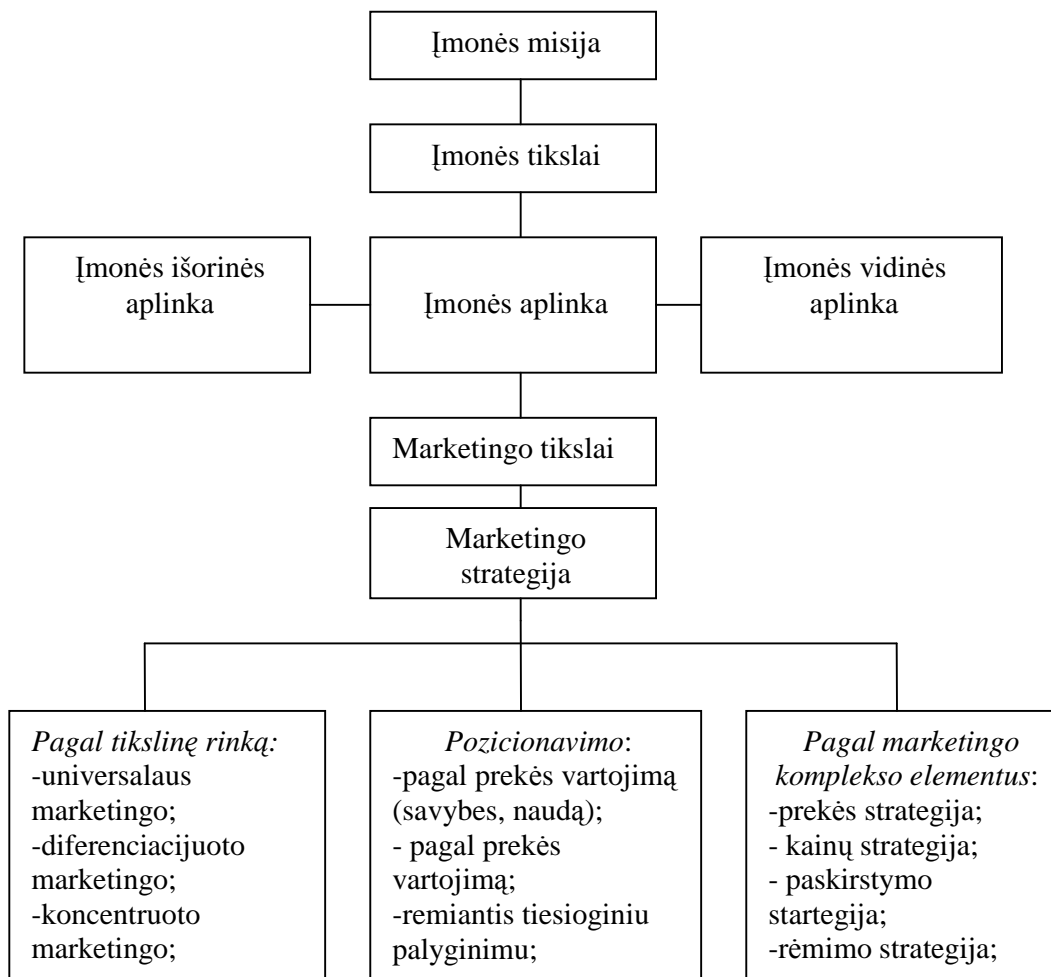 Įmonės misija
Įmonės tikslai
Įmonės išorinės
aplinka
Įmonės aplinka
Įmonės vidinės
aplinka
Marketingo tikslai
Marketingo
strategija
Pagal tikslinę rinką:
-universalaus
marketingo;
-diferenciacijuoto
marketingo;
-koncentruoto
marketingo;
Pozicionavimo:
-pagal prekės vartojimą
(savybes, naudą);
- pagal prekės
vartojimą;
-remiantis tiesioginiu
palyginimu;
Pagal marketingo
komplekso elementus:
-prekės strategija;
- kainų strategija;
- paskirstymo
startegija;
-rėmimo strategija;